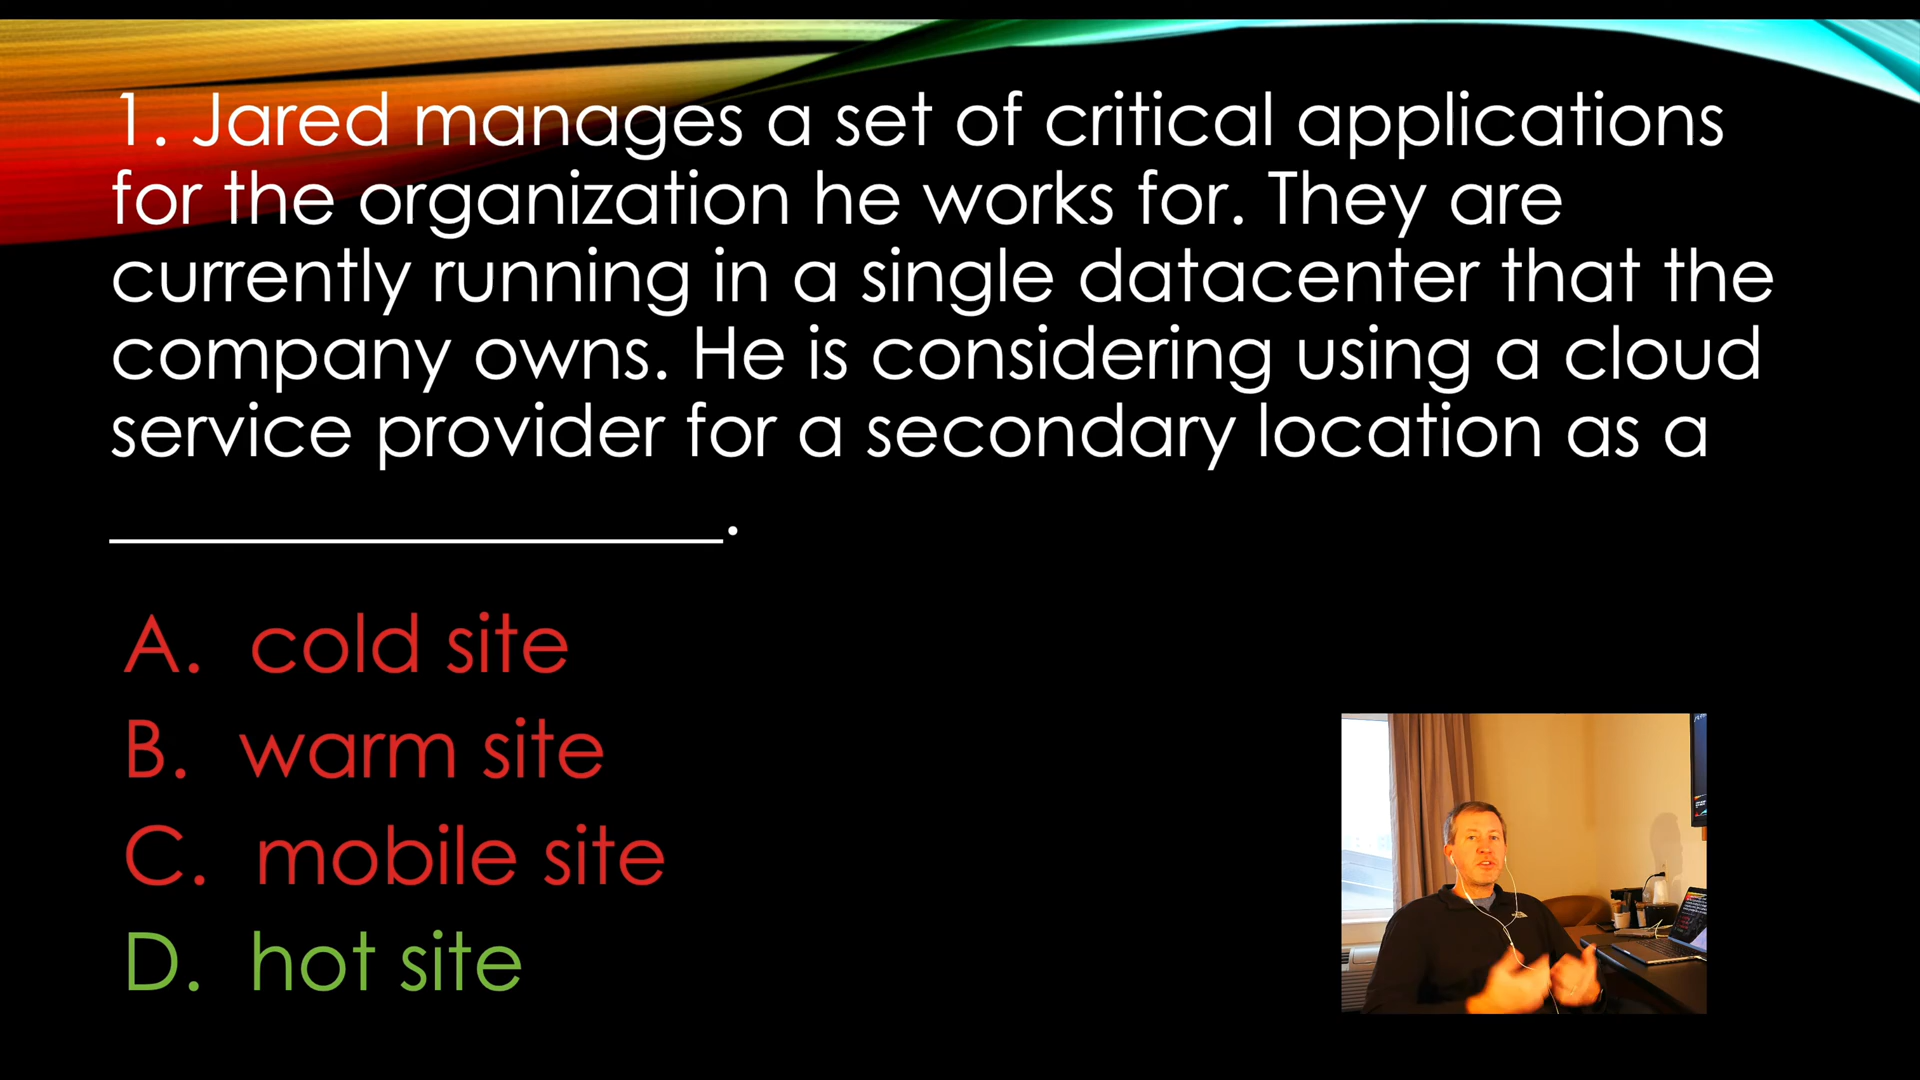 1. Jared manages a set of critical applications
for the organization he works for. They are
currently running in a single datacenter that the
company owns. He is considering using a cloud
service provider for a secondary location as a
_________________.
A. cold site
B. warm site
C. mobile site
D. hot site